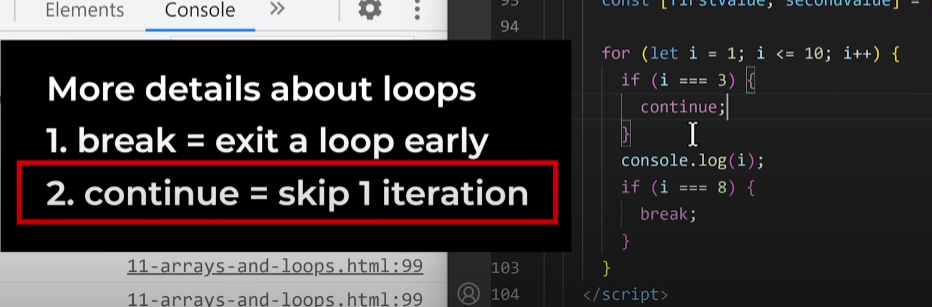 Elements
Console
»
More details about loops
1. break = exit a loop early
2. continue = skip 1 iteration
11-arrays-and-loops.html:99
11-arrays-and-loops.html:99
93
const [firstValue, secondValue] =
94
for (let i = 1; i <= 10; i++) {
if (i === 3) {
continue;
}
console.log(i);
if (i === 8) {
break;
}
103
}
104
</script>